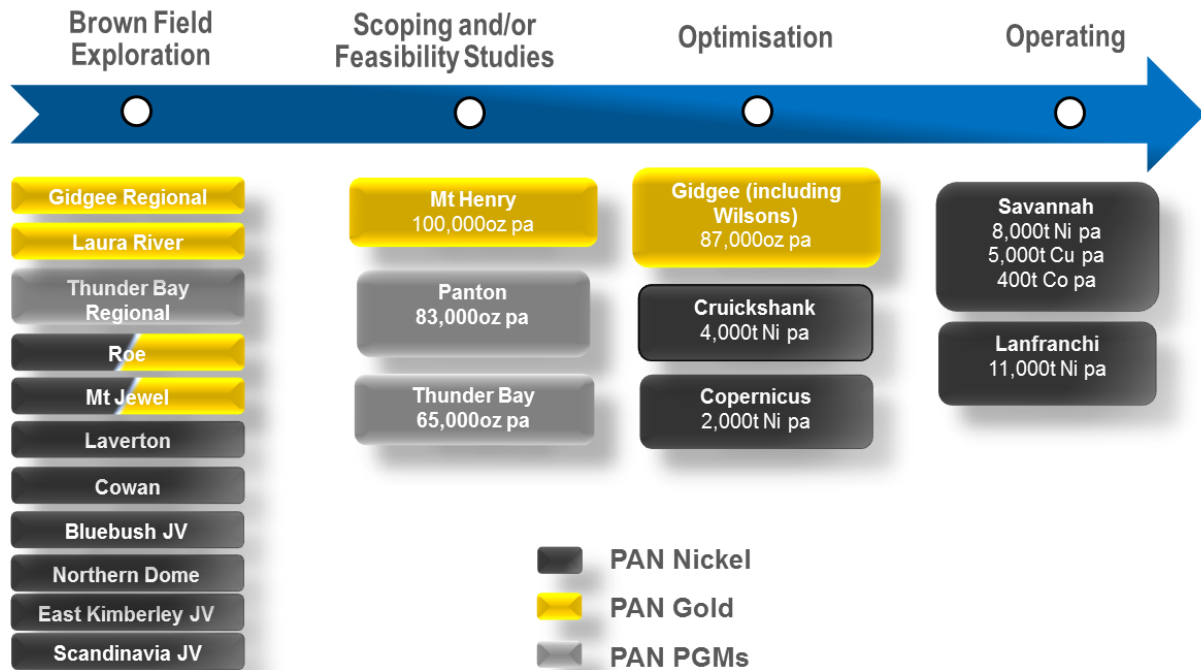 Brown Field
Exploration
Scoping and/or
Feasibility Studies
Optimisation
Operating
Gidgee Regional
Laura River
Thunder Bay
Regional
Roe
Mt Jewel
Laverton
Cowan
Bluebush JV
Northern Dome
East Kimberley JV
Scandinavia JV
Mt Henry
100,000oz pa
Panton
83,000oz pa
Thunder Bay
65,000oz pa
Gidgee (including
Wilsons)
87,000oz pa
Cruickshank
4,000t Ni pa
Copernicus
2,000t Ni pa
Savannah
8,000t Ni pa
5,000t Cu pa
400t Co pa
Lanfranchi
11,000t Ni pa
PAN Nickel
PAN Gold
PAN PGMs